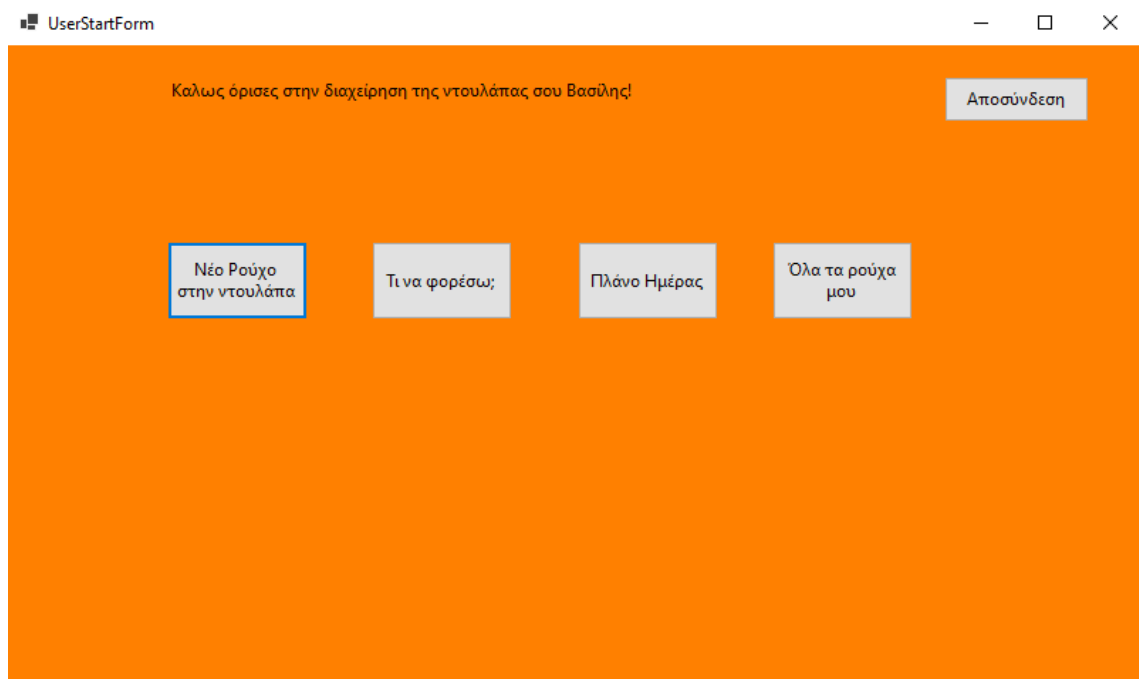 UserStartForm
Καλως όρισες στην διαχείρηση της ντουλάπας σου Βασίλης!
Αποσύνδεση
Νέο Ρούχο
στην ντουλάπα
Τι να φορέσω;
Πλάνο Ημέρας
Όλα τα ρούχα
μου